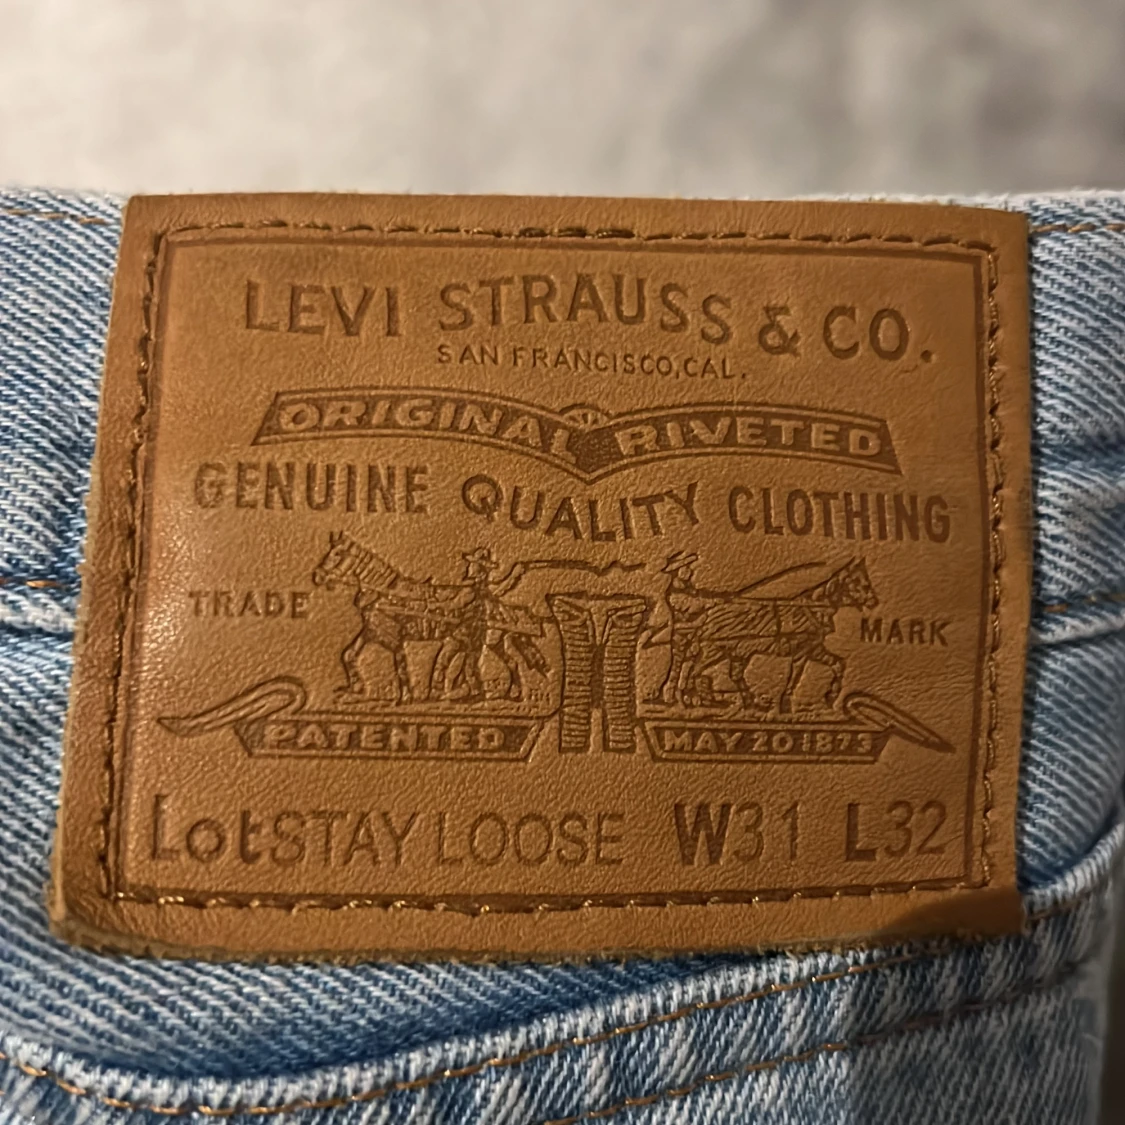 LEVI STRAUSS & CO.
SAN FRANCISCO, CAL.
ORIGINAL RIVETED
GENUINE QUALITY CLOTHING
TRADE MARK
PATENTED MAY 20 1873
Lot STAY LOOSE W31 L32